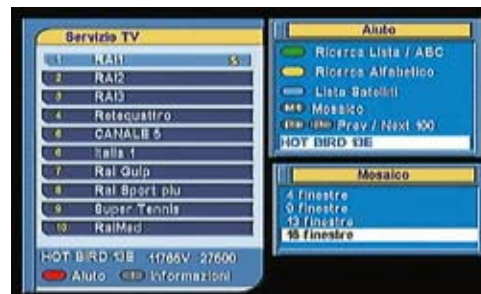 Servizio TV
1 RAI1 S
2 RAI2
3 RAI3
4 Retequattro
5 CANALE 5
6 Italia 1
7 Rai Gulp
8 Rai Sport piu
9 Super Tennis
10 RaiMed
HOT BIRD 13E 11766V 27500
Aiuto Informazioni
Aiuto
Ricerca Lista / ABC
Ricerca Alfabetico
Lista Satelliti
Mosaico
Prev / Next 100
HOT BIRD 13E
Mosaico
4 finestre
9 finestre
13 finestre
16 finestre